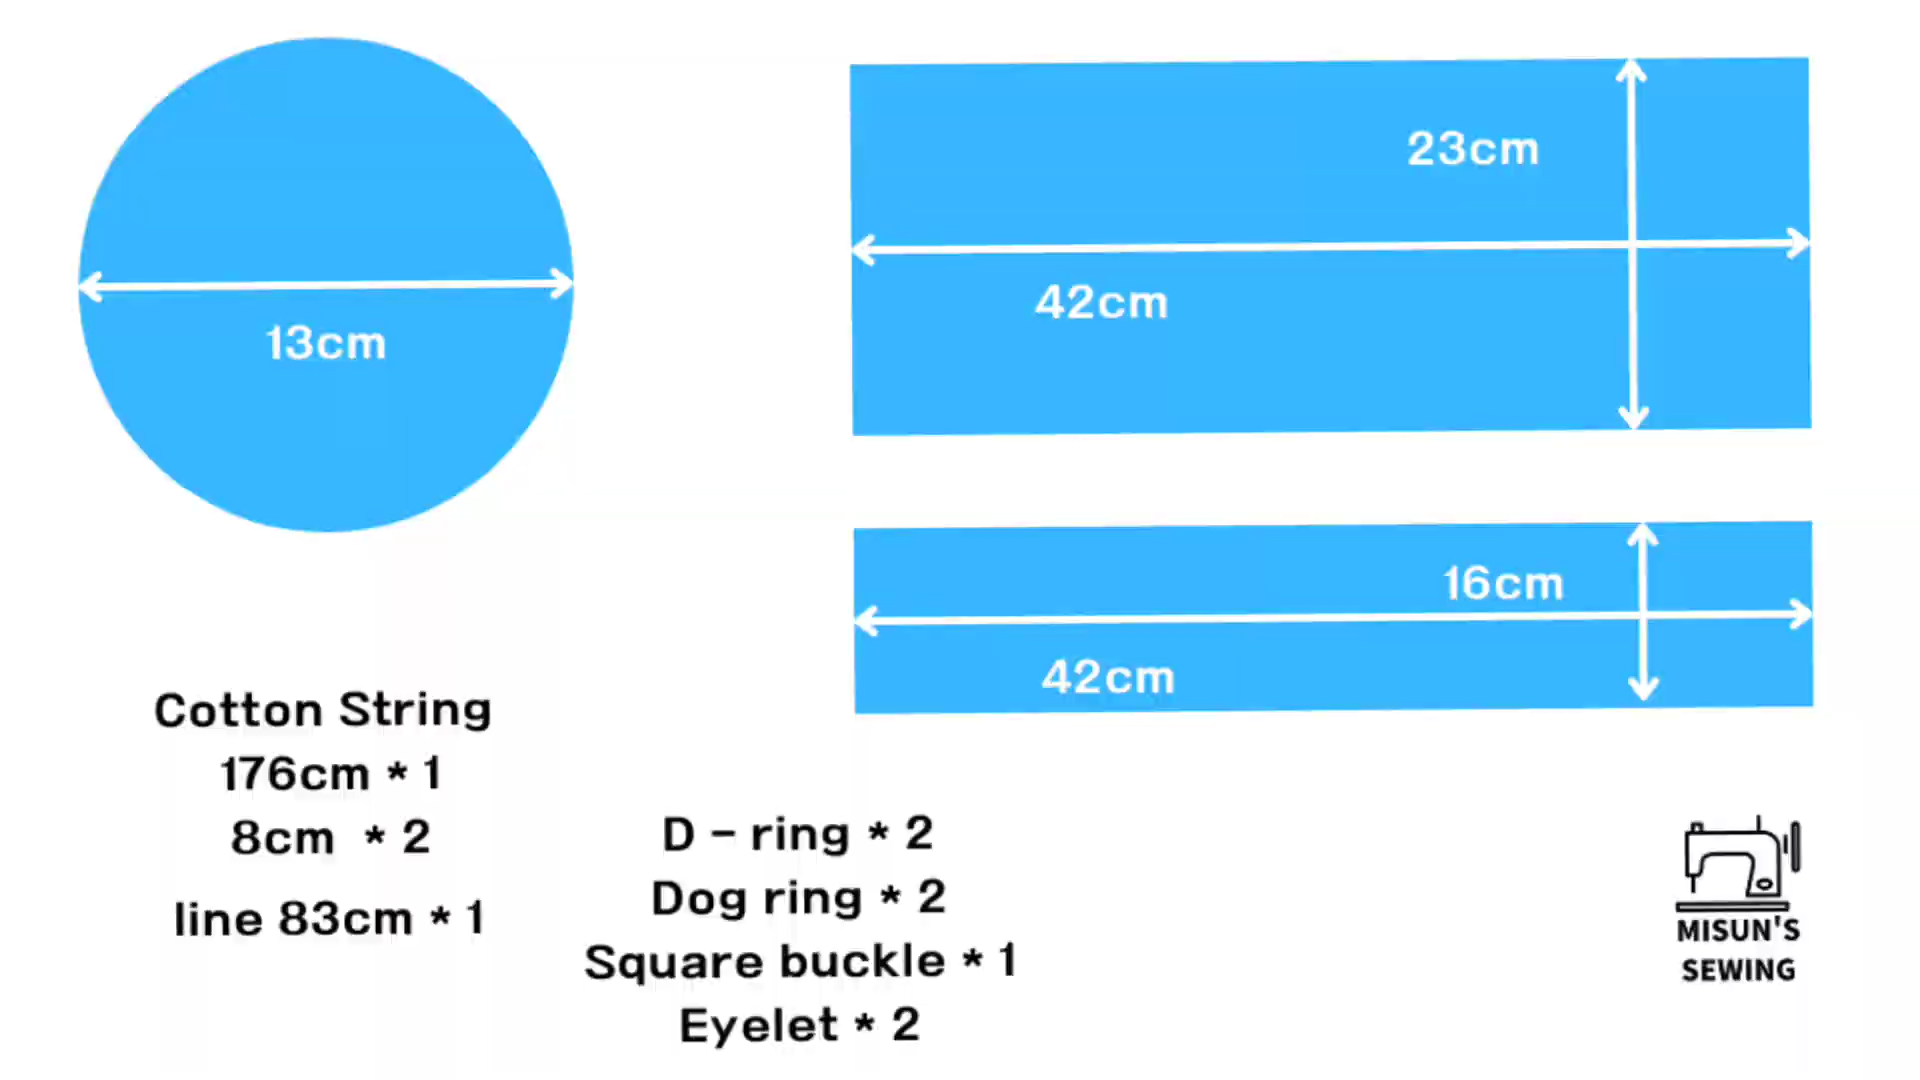 13cm
23cm
42cm
16cm
42cm
Cotton String
176cm * 1
8cm * 2
line 83cm * 1
D - ring * 2
Dog ring * 2
Square buckle * 1
Eyelet * 2
MISUN'S
SEWING